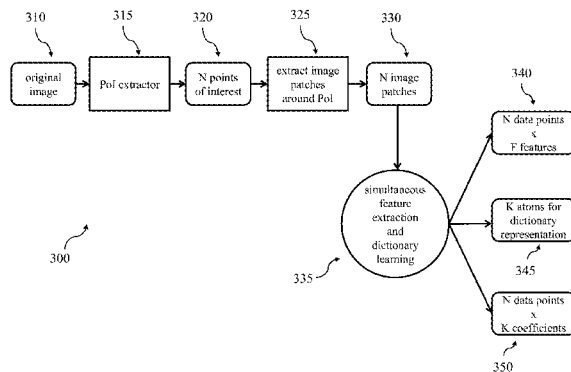 310
315
320
325
330
original
image
PoI extractor
N points
of interest
extract image
patches
around PoI
N image
patches
340
N data points
x
F features
simultaneous
feature
extraction
and
dictionary
learning
K atoms for
dictionary
representation
345
335
300
N data points
x
K coefficients
350